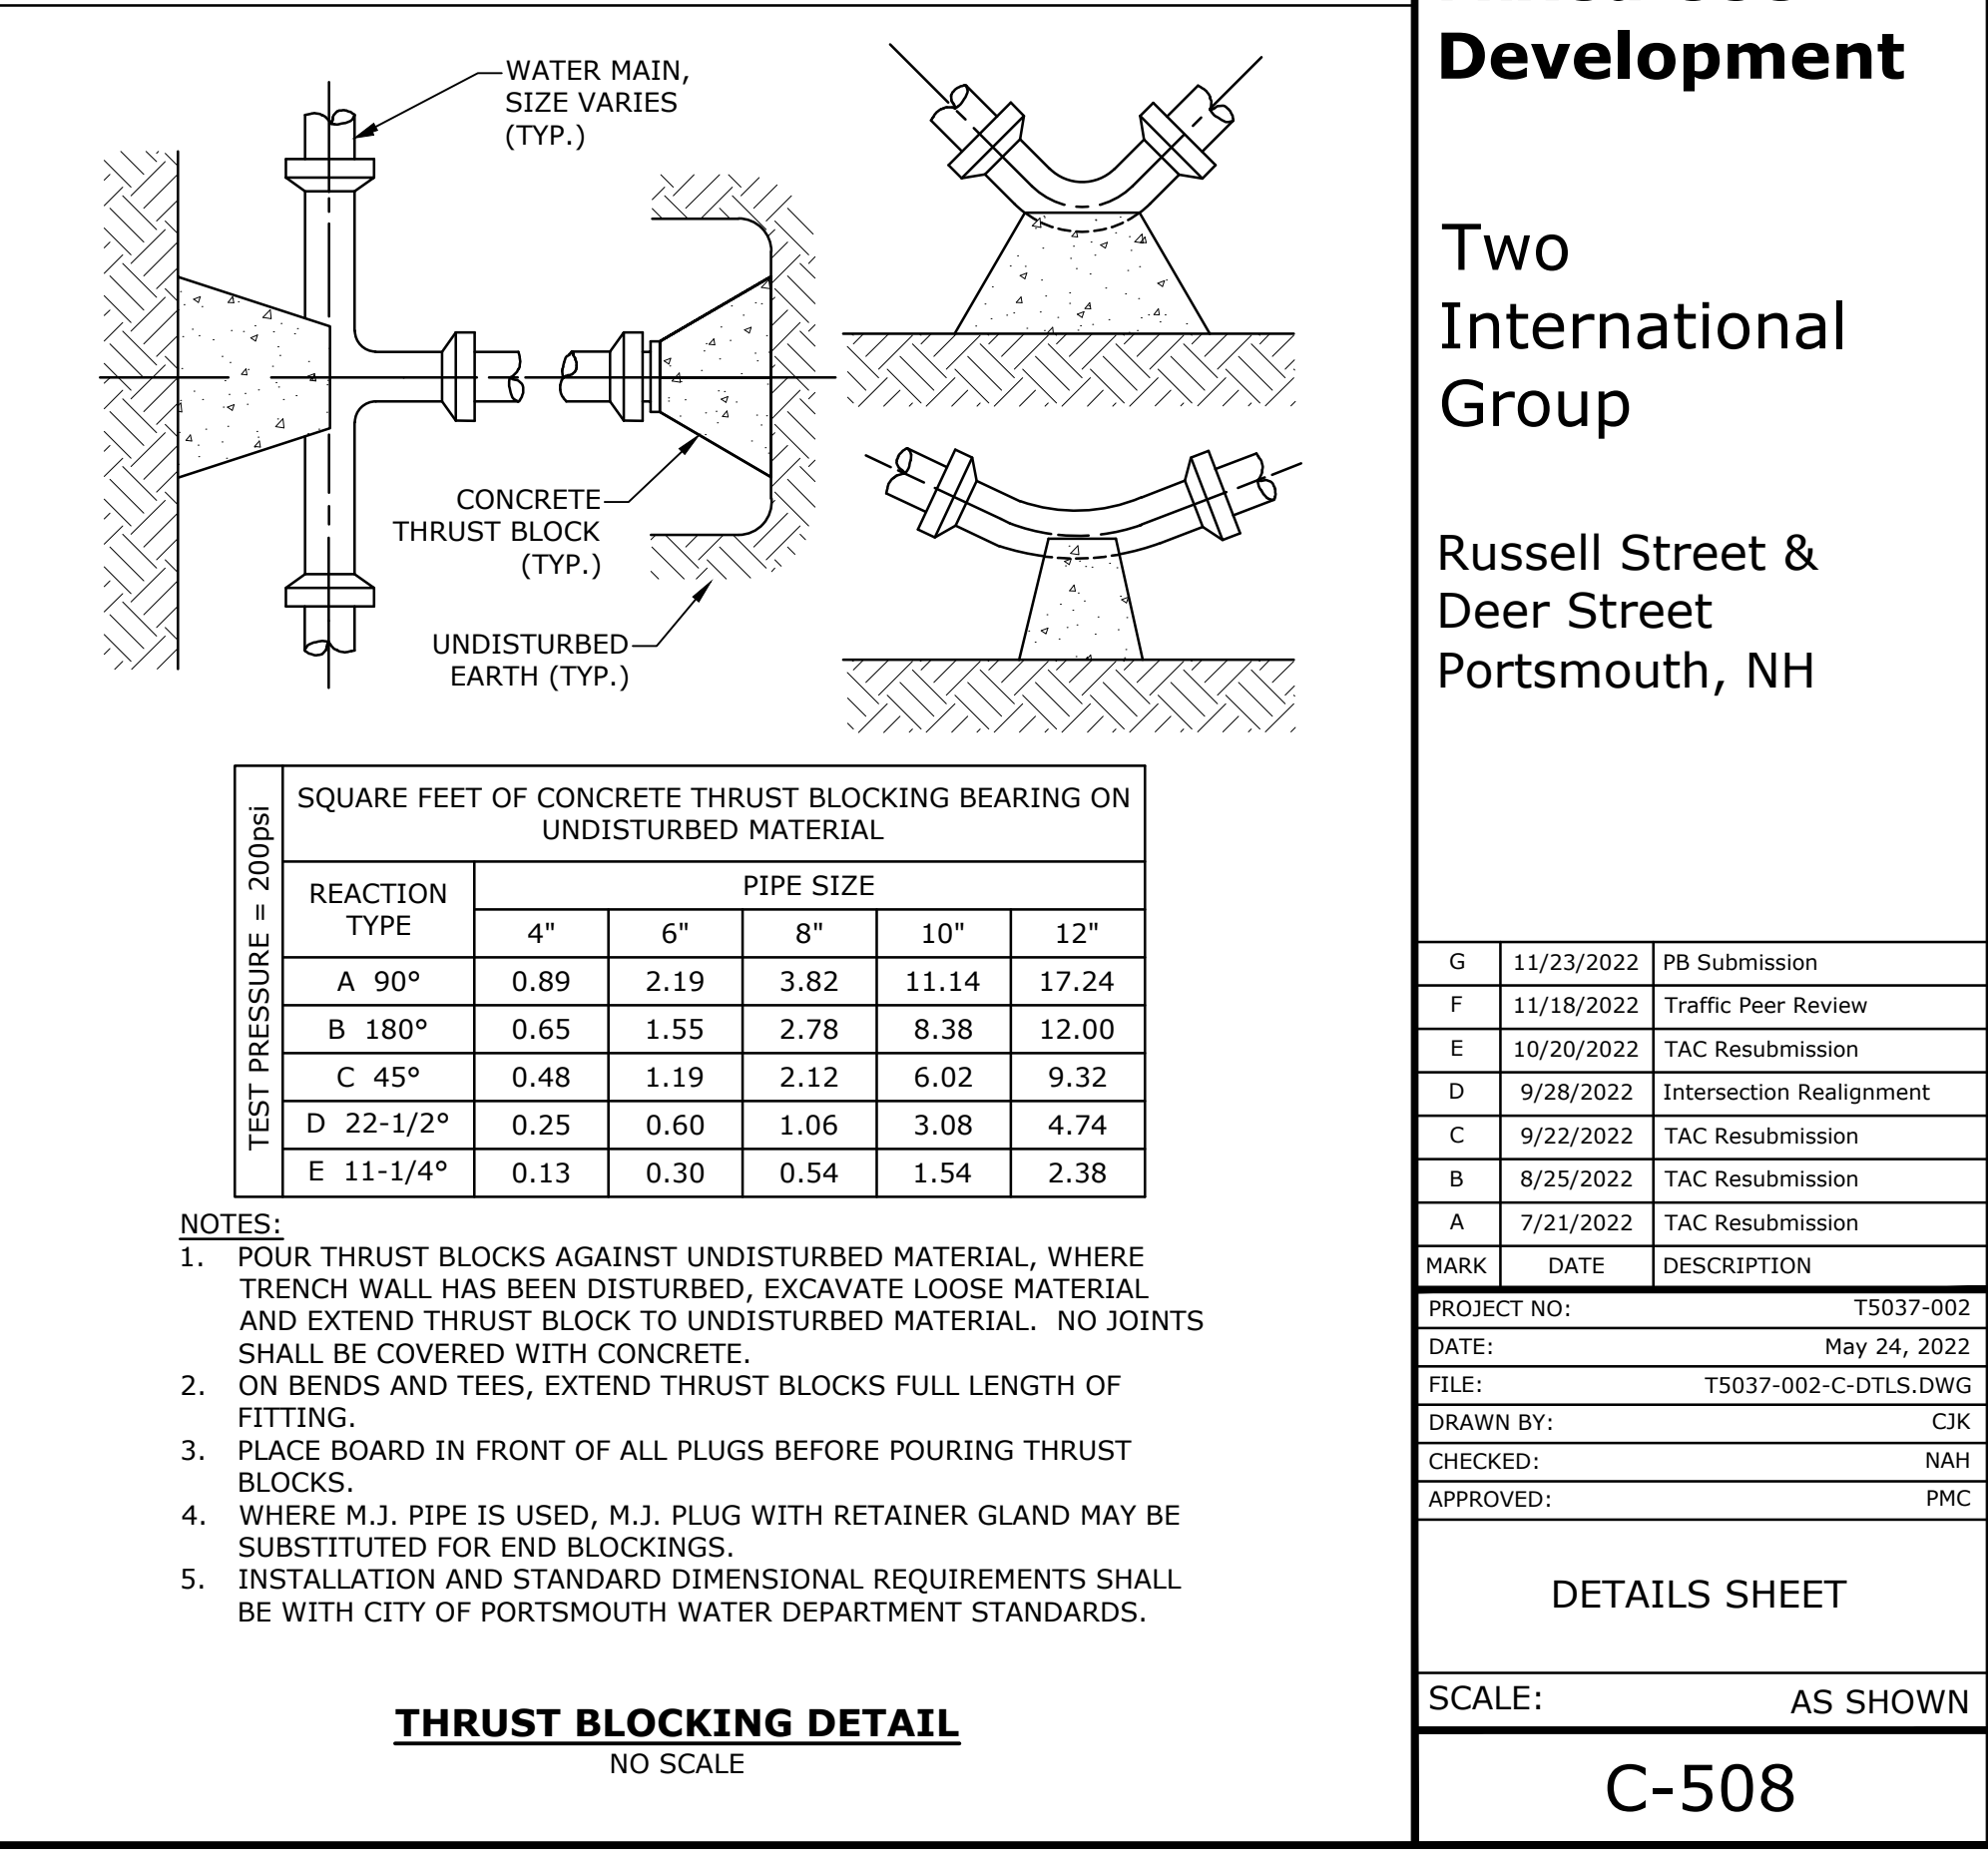 WATER MAIN,
SIZE VARIES
(TYP.)
CONCRETE
THRUST BLOCK
(TYP.)
UNDISTURBED
EARTH (TYP.)
TEST PRESSURE = 200psi
SQUARE FEET OF CONCRETE THRUST BLOCKING BEARING ON
UNDISTURBED MATERIAL
REACTION
TYPE
PIPE SIZE
4" 6" 8" 10" 12"
A 90° 0.89 2.19 3.82 11.14 17.24
B 180° 0.65 1.55 2.78 8.38 12.00
C 45° 0.48 1.19 2.12 6.02 9.32
D 22-1/2° 0.25 0.60 1.06 3.08 4.74
E 11-1/4° 0.13 0.30 0.54 1.54 2.38
NOTES:
1. POUR THRUST BLOCKS AGAINST UNDISTURBED MATERIAL, WHERE
TRENCH WALL HAS BEEN DISTURBED, EXCAVATE LOOSE MATERIAL
AND EXTEND THRUST BLOCK TO UNDISTURBED MATERIAL. NO JOINTS
SHALL BE COVERED WITH CONCRETE.
2. ON BENDS AND TEES, EXTEND THRUST BLOCKS FULL LENGTH OF
FITTING.
3. PLACE BOARD IN FRONT OF ALL PLUGS BEFORE POURING THRUST
BLOCKS.
4. WHERE M.J. PIPE IS USED, M.J. PLUG WITH RETAINER GLAND MAY BE
SUBSTITUTED FOR END BLOCKINGS.
5. INSTALLATION AND STANDARD DIMENSIONAL REQUIREMENTS SHALL
BE WITH CITY OF PORTSMOUTH WATER DEPARTMENT STANDARDS.
THRUST BLOCKING DETAIL
NO SCALE
Development
Two
International
Group
Russell Street &
Deer Street
Portsmouth, NH
G 11/23/2022 PB Submission
F 11/18/2022 Traffic Peer Review
E 10/20/2022 TAC Resubmission
D 9/28/2022 Intersection Realignment
C 9/22/2022 TAC Resubmission
B 8/25/2022 TAC Resubmission
A 7/21/2022 TAC Resubmission
MARK DATE DESCRIPTION
PROJECT NO: T5037-002
DATE: May 24, 2022
FILE: T5037-002-C-DTLS.DWG
DRAWN BY: CJK
CHECKED: NAH
APPROVED: PMC
DETAILS SHEET
SCALE: AS SHOWN
C-508